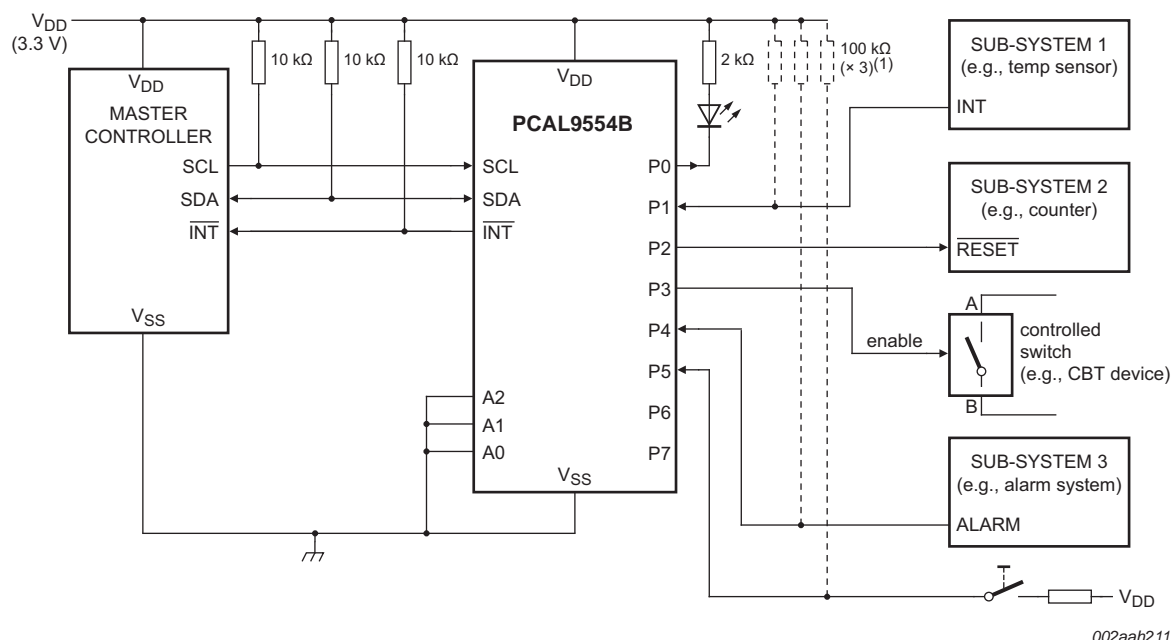 VDD
(3.3 V)
10 kΩ
10 kΩ
10 kΩ
2 kΩ
100 kΩ
(× 3)(1)
VDD
MASTER
CONTROLLER
SCL
SDA
INT
VSS
VDD
PCAL9554B
SCL
SDA
INT
A2
A1
A0
VSS
P0
P1
P2
P3
P4
P5
P6
P7
SUB-SYSTEM 1
(e.g., temp sensor)
INT
SUB-SYSTEM 2
(e.g., counter)
RESET
enable
A
B
controlled
switch
(e.g., CBT device)
SUB-SYSTEM 3
(e.g., alarm system)
ALARM
VDD
002aah211